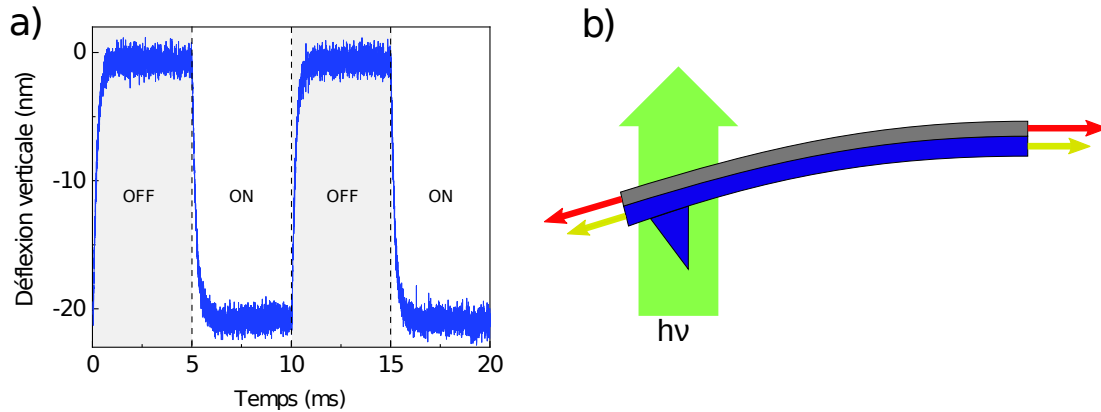 a)
Déflexion verticale (nm)
0
-10
-20
OFF
ON
OFF
ON
0
5
10
15
20
Temps (ms)
b)
hν